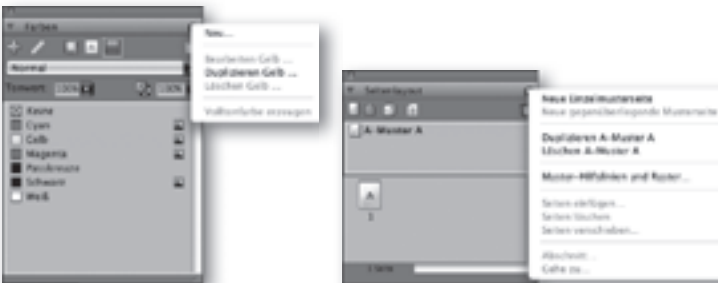 Farben
Normal
Tonwert: 100% 100%
Keine
Cyan
Gelb
Magenta
Passkreuze
Schwarz
Weiß
Neu...
Bearbeiten Gelb ...
Duplizieren Gelb ...
Löschen Gelb ...
Volltonfarbe erzeugen
Seitenlayout
A-Muster A
A
1
1 Seite
Neue Einzelmusterseite
Neue gegenüberliegende Musterseite
Duplizieren A-Muster A
Löschen A-Muster A
Muster-Hilfslinien und Raster...
Seiten einfügen...
Seiten löschen
Seiten verschieben...
Abschnitt...
Gehe zu...